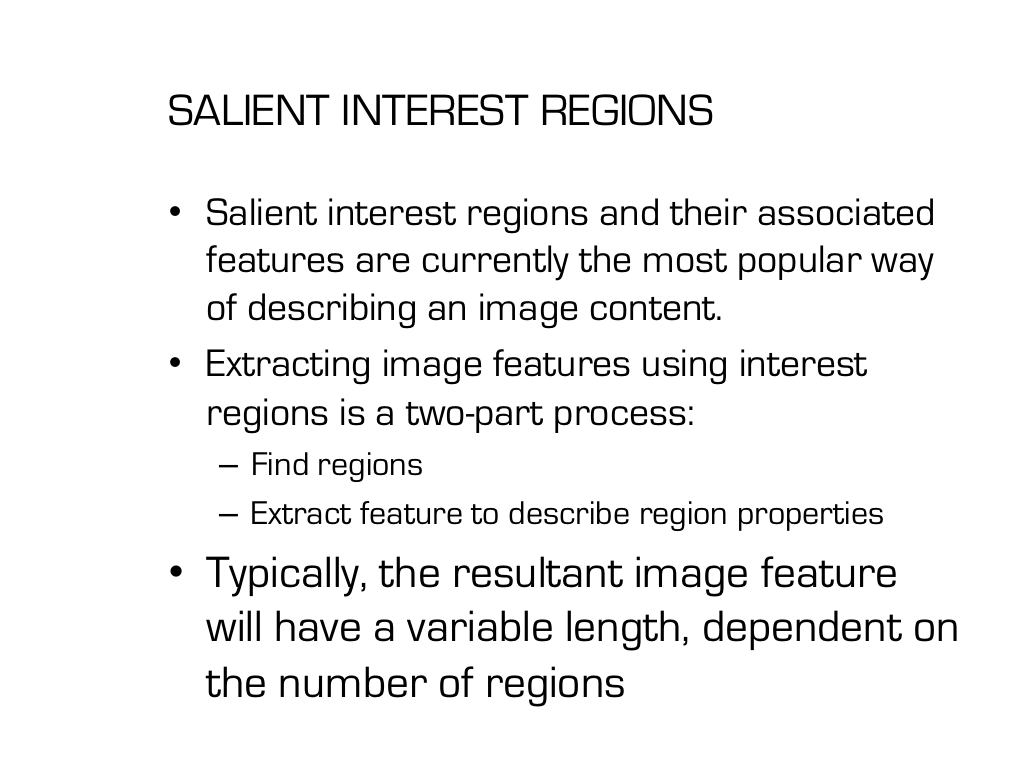 SALIENT INTEREST REGIONS
• Salient interest regions and their associated
features are currently the most popular way
of describing an image content.
• Extracting image features using interest
regions is a two-part process:
– Find regions
– Extract feature to describe region properties
• Typically, the resultant image feature
will have a variable length, dependent on
the number of regions